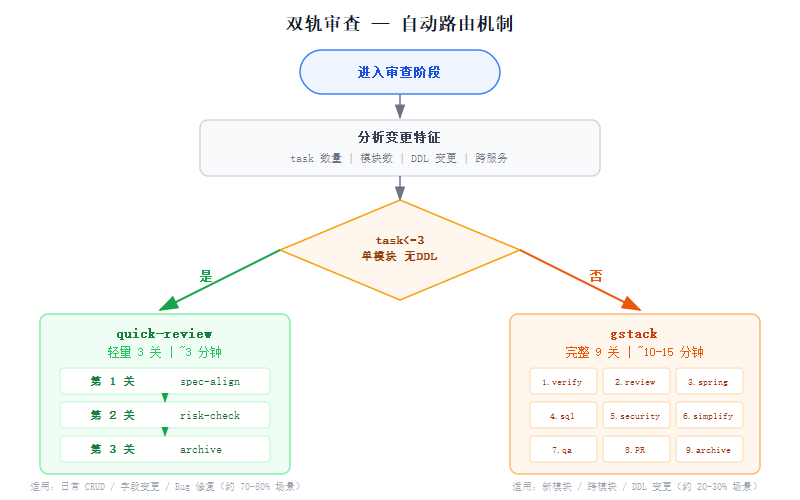 双轨审查 — 自动路由机制
进入审查阶段
分析变更特征
task 数量 | 模块数 | DDL 变更 | 跨服务
task<=3
单模块 无DDL
是
否
quick-review
轻量 3 关 | ~3 分钟
第 1 关 spec-align
第 2 关 risk-check
第 3 关 archive
适用: 日常 CRUD / 字段变更 / Bug 修复 (约 70-80% 场景)
gstack
完整 9 关 | ~10-15 分钟
1.verify 2.review 3.spring
4.sql 5.security 6.simplify
7.qa 8.PR 9.archive
适用: 新模块 / 跨模块 / DDL 变更 (约 20-30% 场景)